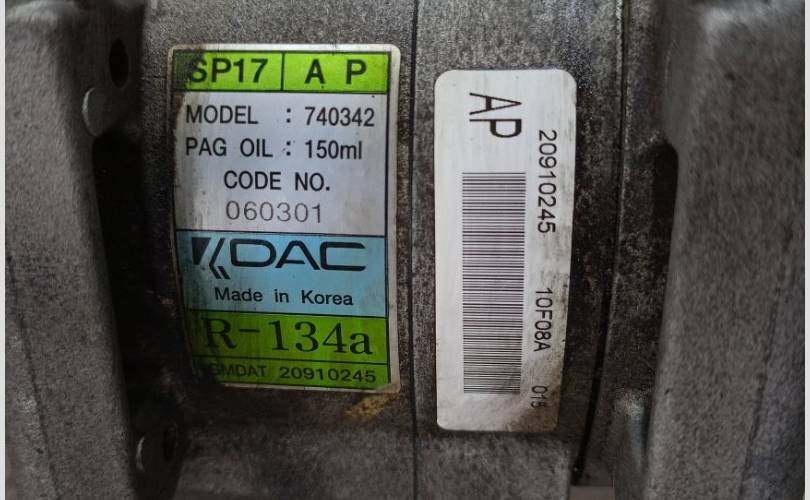 SP17 A P
MODEL : 740342
PAG OIL : 150ml
CODE NO.
060301
KDAC
Made in Korea
R-134a
GMDAT 20910245
AP
20910245 10F08A 015